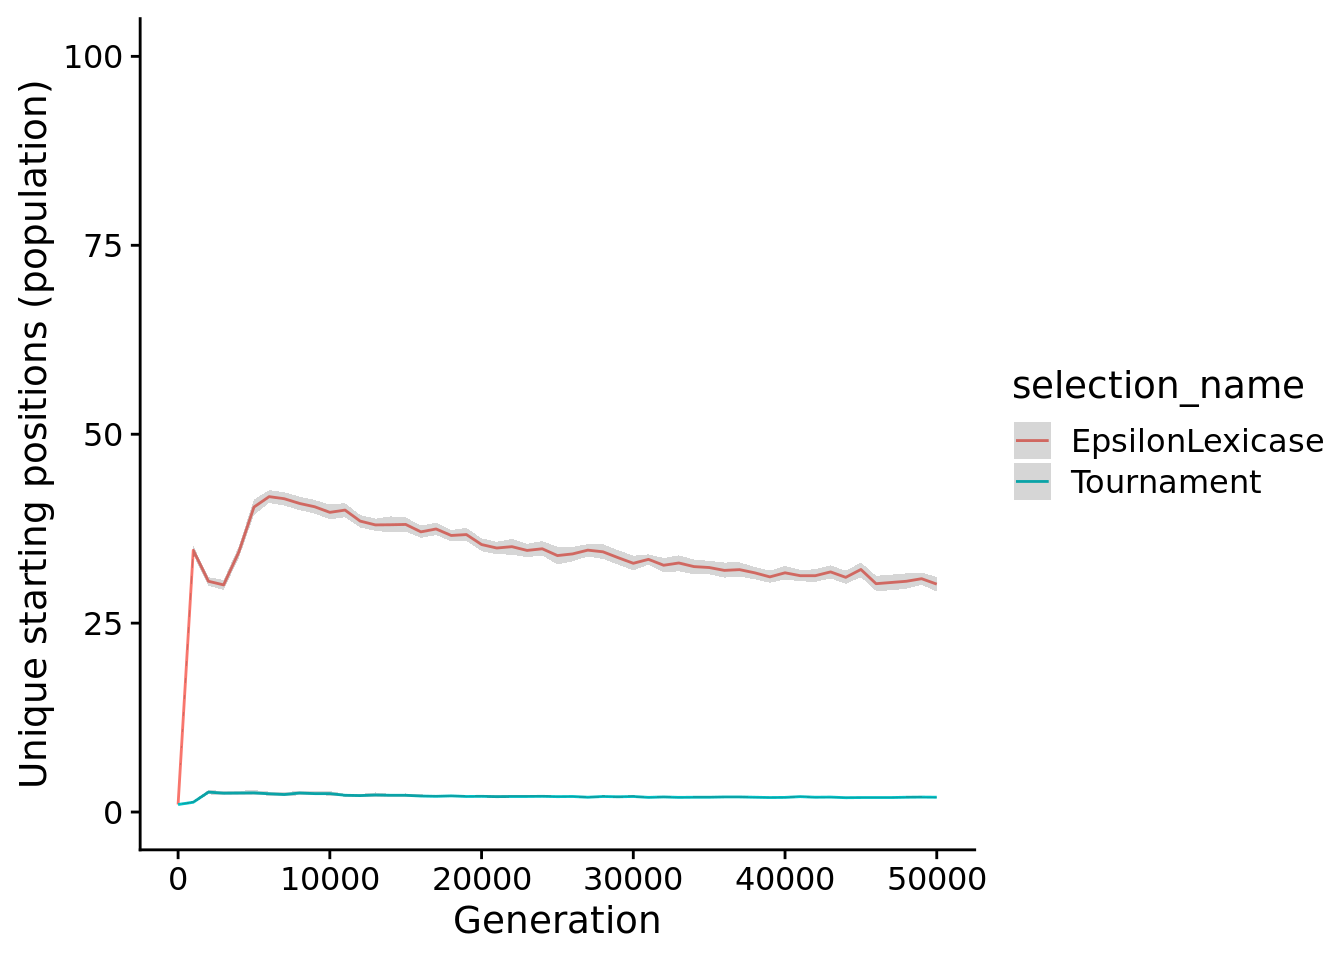 100
75
50
25
0
Unique starting positions (population)
0 10000 20000 30000 40000 50000
Generation
selection_name
EpsilonLexicase
Tournament